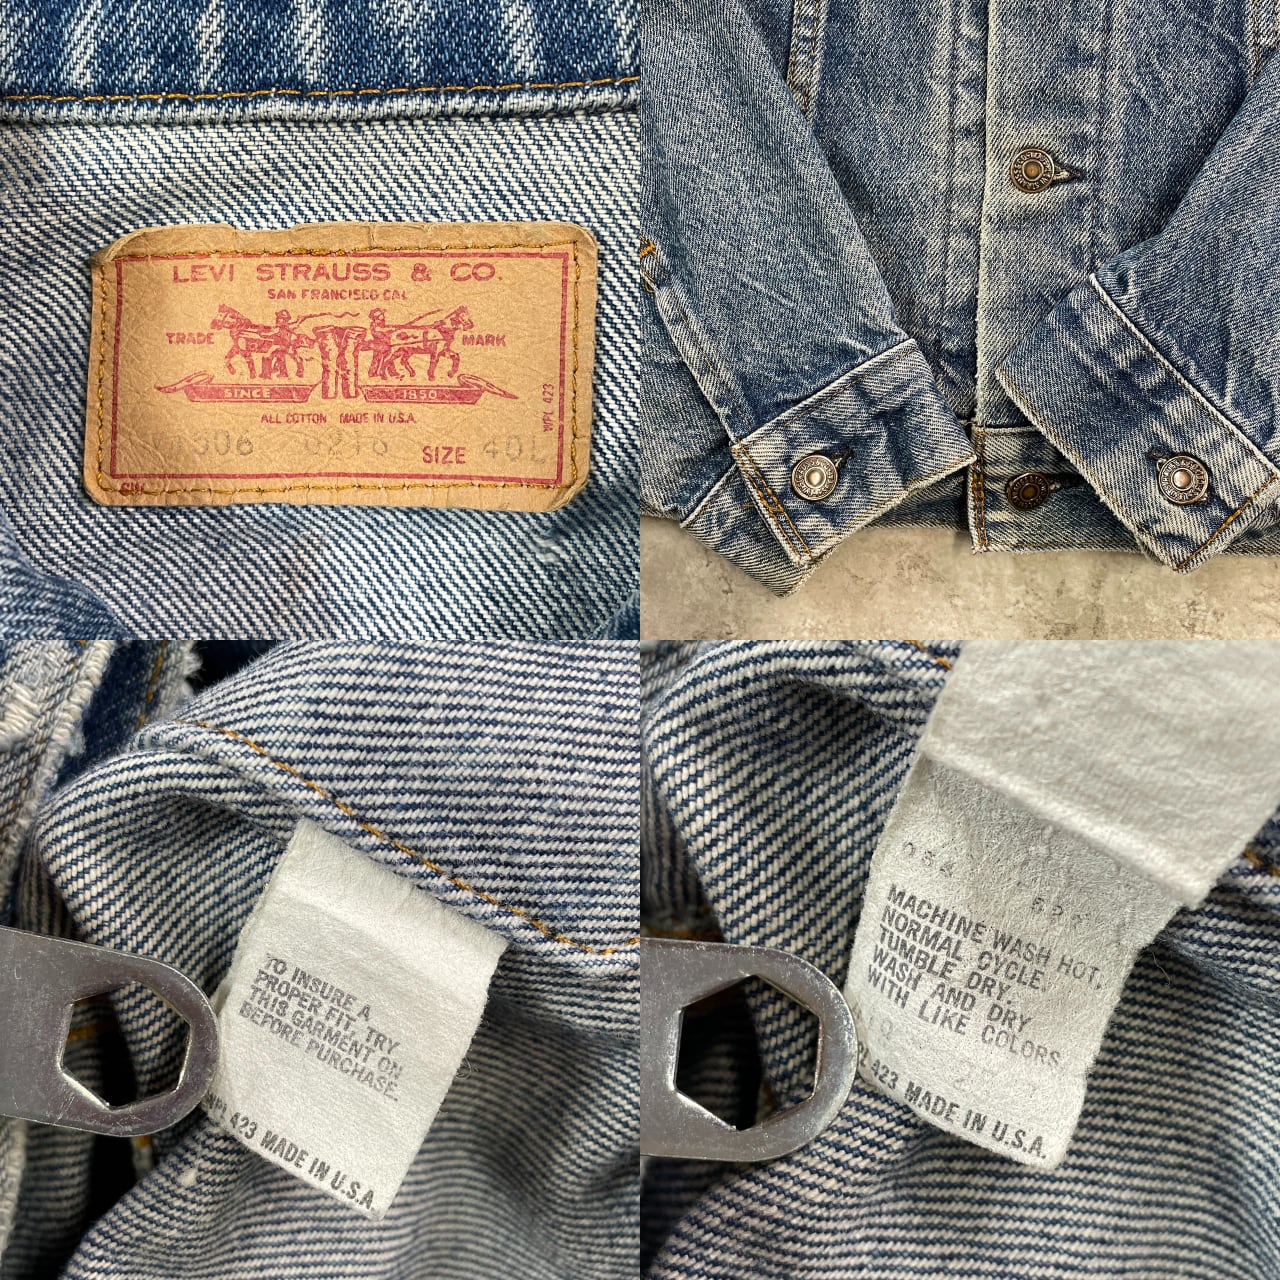 LEVI STRAUSS & CO.
SAN FRANCISCO CAL
TRADE MARK
SINCE 1850
ALL COTTON MADE IN U.S.A.
WPL 423
SIZE 40L
TO INSURE A
PROPER FIT, TRY
THIS GARMENT ON
BEFORE PURCHASE.
WPL 423 MADE IN U.S.A.
MACHINE WASH HOT,
NORMAL CYCLE.
TUMBLE DRY.
WASH AND DRY
WITH LIKE COLORS
423 MADE IN U.S.A.